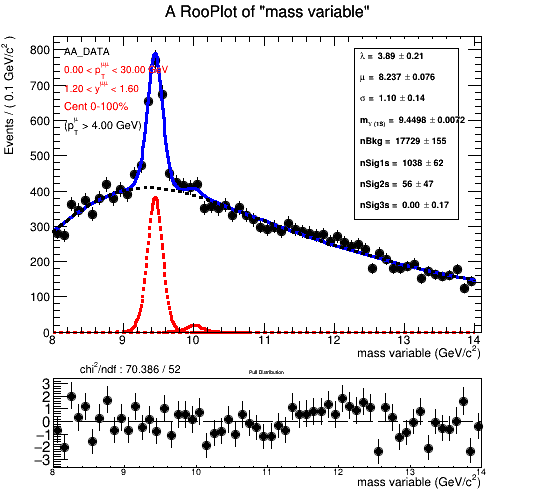 A RooPlot of "mass variable"
Events / ( 0.1 GeV/c² )
800
700
600
500
400
300
200
100
0
AA_DATA
0.00 < p_T^μμ < 30.00 GeV
1.20 < y^μμ < 1.60
Cent 0-100%
(p_T^μ > 4.00 GeV)
λ = 3.89 ± 0.21
μ = 8.237 ± 0.076
σ = 1.10 ± 0.14
m_Υ(1S) = 9.4498 ± 0.0072
nBkg = 17729 ± 155
nSig1s = 1038 ± 62
nSig2s = 56 ± 47
nSig3s = 0.00 ± 0.17
8 9 10 11 12 13 14
mass variable (GeV/c²)
chi²/ndf : 70.386 / 52
Pull Distribution
3
2
1
0
−1
−2
−3
8 9 10 11 12 13 14
mass variable (GeV/c²)